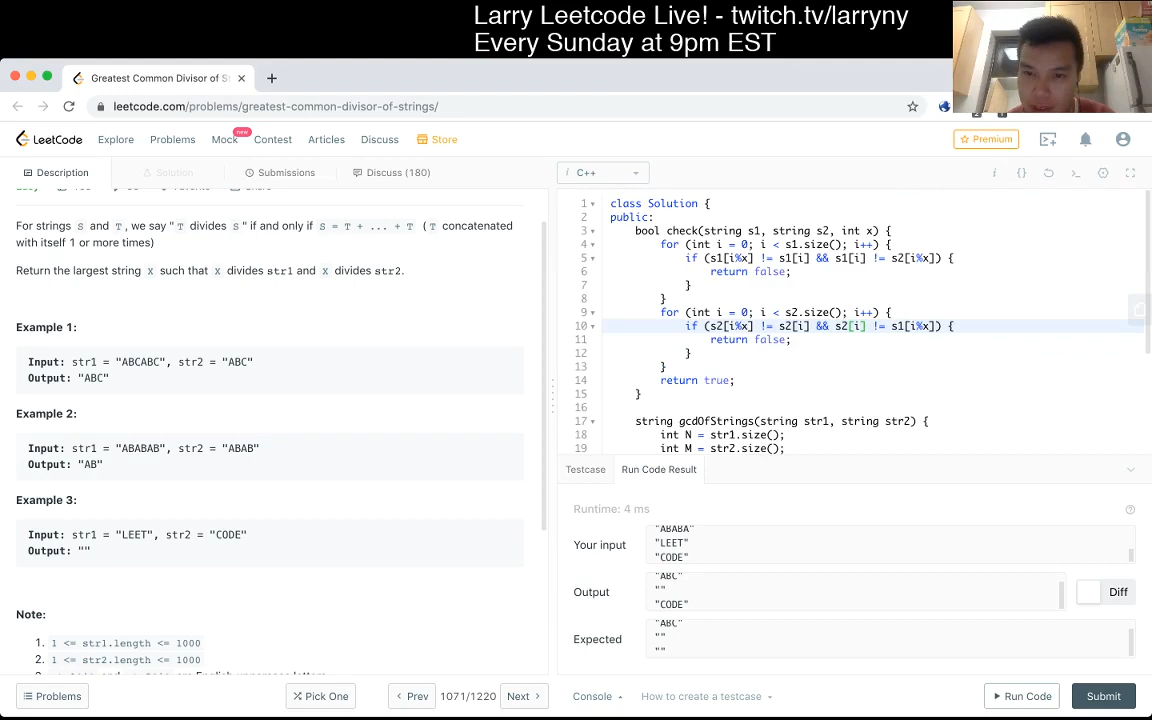 Larry Leetcode Live! - twitch.tv/larryny
Every Sunday at 9pm EST
Greatest Common Divisor of S
leetcode.com/problems/greatest-common-divisor-of-strings/
LeetCode
Explore
Problems
Mock
new
Contest
Articles
Discuss
Store
Premium
Description
Solution
Submissions
Discuss (180)
i C++
i
{}
For strings S and T, we say "T divides S" if and only if S = T + ... + T (T concatenated
with itself 1 or more times)
Return the largest string X such that X divides str1 and X divides str2.
Example 1:
Input: str1 = "ABCABC", str2 = "ABC"
Output: "ABC"
Example 2:
Input: str1 = "ABABAB", str2 = "ABAB"
Output: "AB"
Example 3:
Input: str1 = "LEET", str2 = "CODE"
Output: ""
Note:
1. 1 <= str1.length <= 1000
2. 1 <= str2.length <= 1000
1 class Solution {
2 public:
3 bool check(string s1, string s2, int x) {
4 for (int i = 0; i < s1.size(); i++) {
5 if (s1[i%x] != s1[i] && s1[i] != s2[i%x]) {
6 return false;
7 }
8 }
9 for (int i = 0; i < s2.size(); i++) {
10 if (s2[i%x] != s2[i] && s2[i] != s1[i%x]) {
11 return false;
12 }
13 }
14 return true;
15 }
16
17 string gcdOfStrings(string str1, string str2) {
18 int N = str1.size();
19 int M = str2.size();
Testcase
Run Code Result
Runtime: 4 ms
Your input
"ABABA"
"LEET"
"CODE"
Output
"ABC"
""
"CODE"
Diff
Expected
"ABC"
""
""
Problems
Pick One
Prev
1071/1220
Next
Console
How to create a testcase
Run Code
Submit